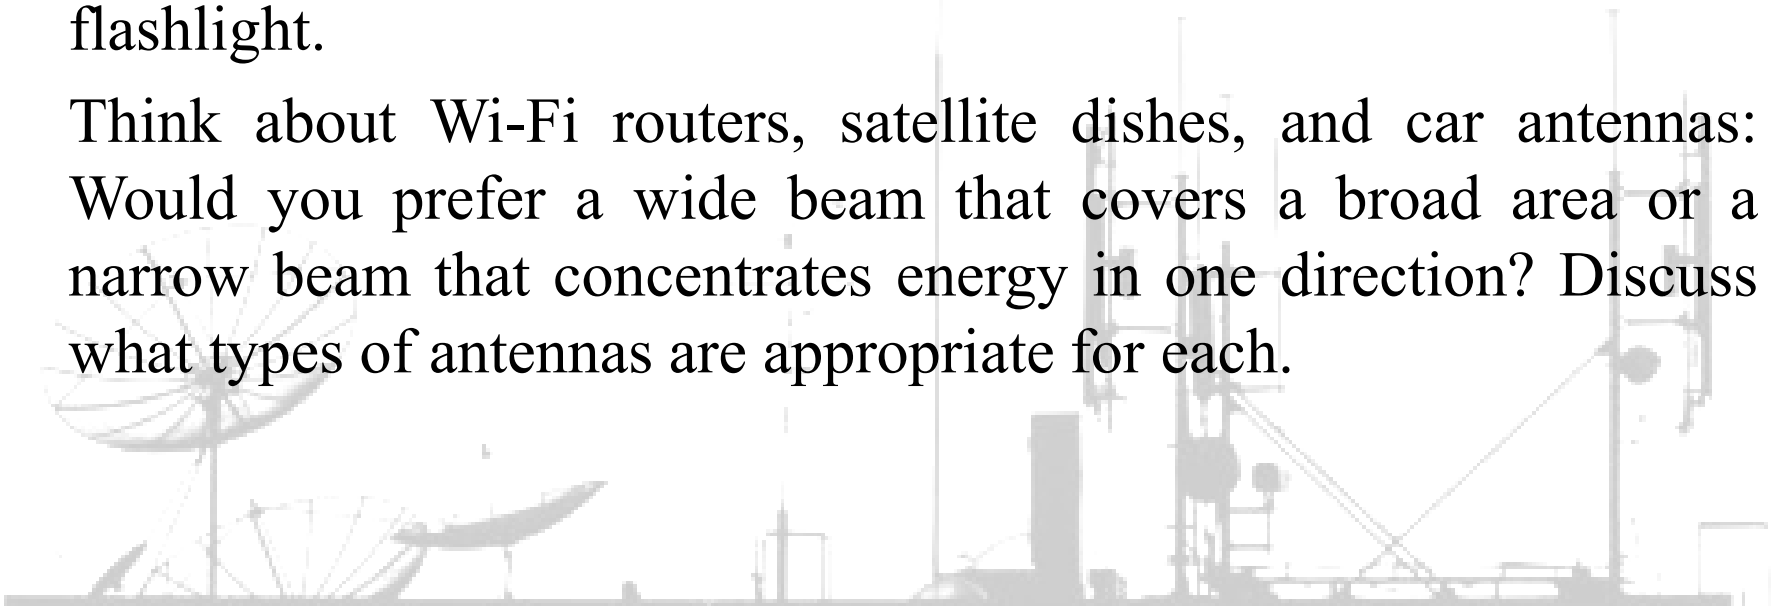 flashlight.
Think about Wi-Fi routers, satellite dishes, and car antennas:
Would you prefer a wide beam that covers a broad area or a
narrow beam that concentrates energy in one direction? Discuss
what types of antennas are appropriate for each.